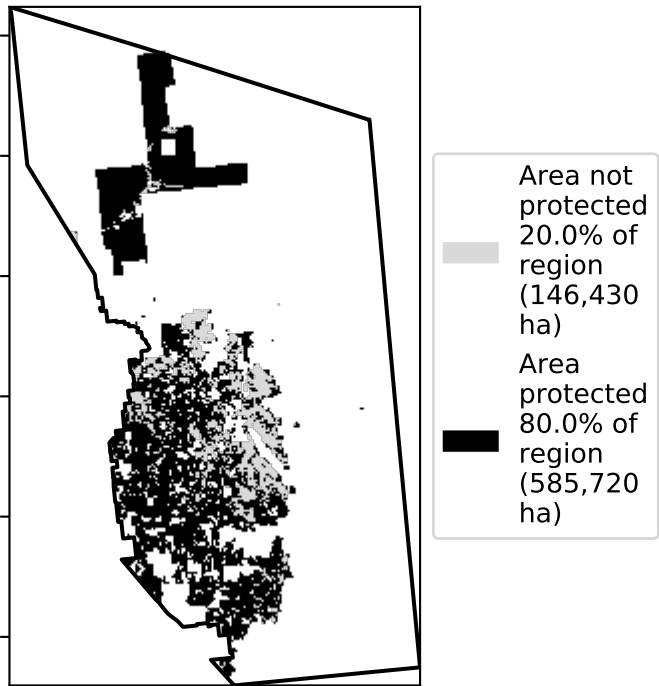 Area not
protected
20.0% of
region
(146,430
ha)
Area
protected
80.0% of
region
(585,720
ha)